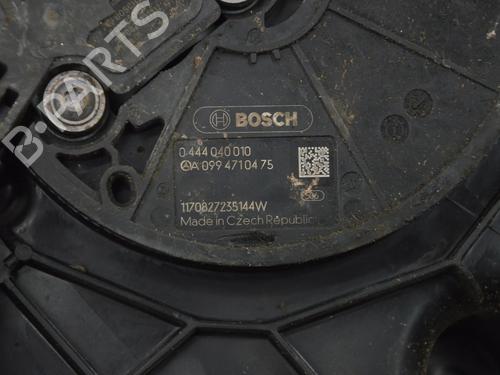 B-PARTS
BOSCH
0 444 040 010
A 099 471 04 75
1170827235144W
Made in Czech Republic